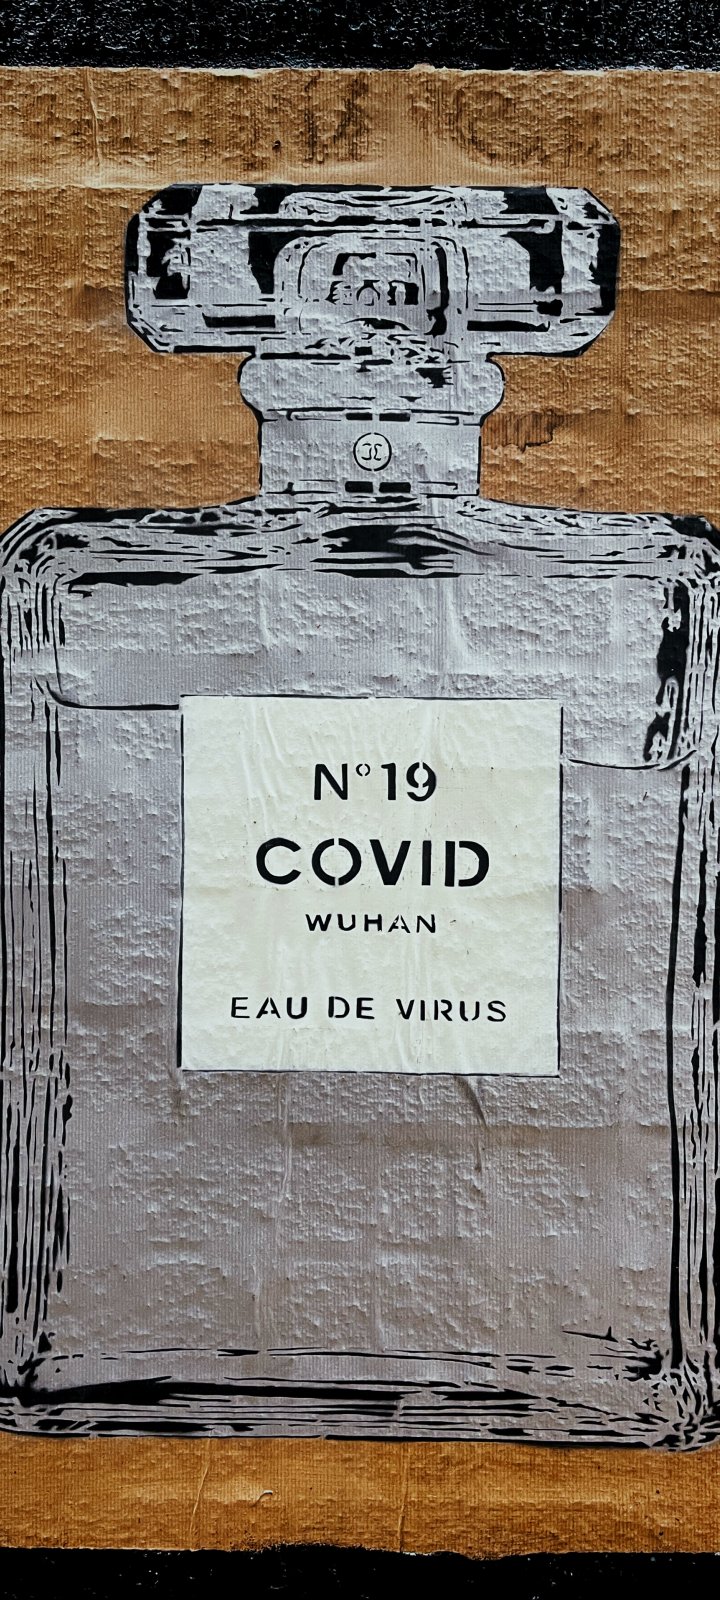 N° 19
COVID
WUHAN
EAU DE VIRUS